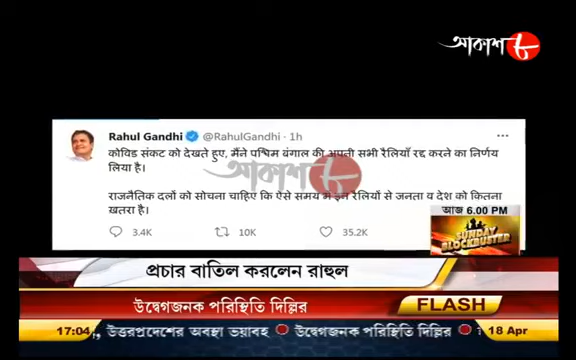 আকাশ ৮
Rahul Gandhi @RahulGandhi · 1h
कोविड संकट को देखते हुए, मैंने पश्चिम बंगाल की अपनी सभी रैलियाँ रद्द करने का निर्णय
लिया है।
राजनैतिक दलों को सोचना चाहिए कि ऐसे समय में इन रैलियों से जनता व देश को कितना
ख़तरा है।
3.4K 10K 35.2K
আজ 6.00 PM
SUNDAY
BLOCKBUSTER
প্রচার বাতিল করলেন রাহুল
উদ্বেগজনক পরিস্থিতি দিল্লির
FLASH
17:04 উত্তরপ্রদেশের অবস্থা ভয়াবহ উদ্বেগজনক পরিস্থিতি দিল্লির 18 Apr